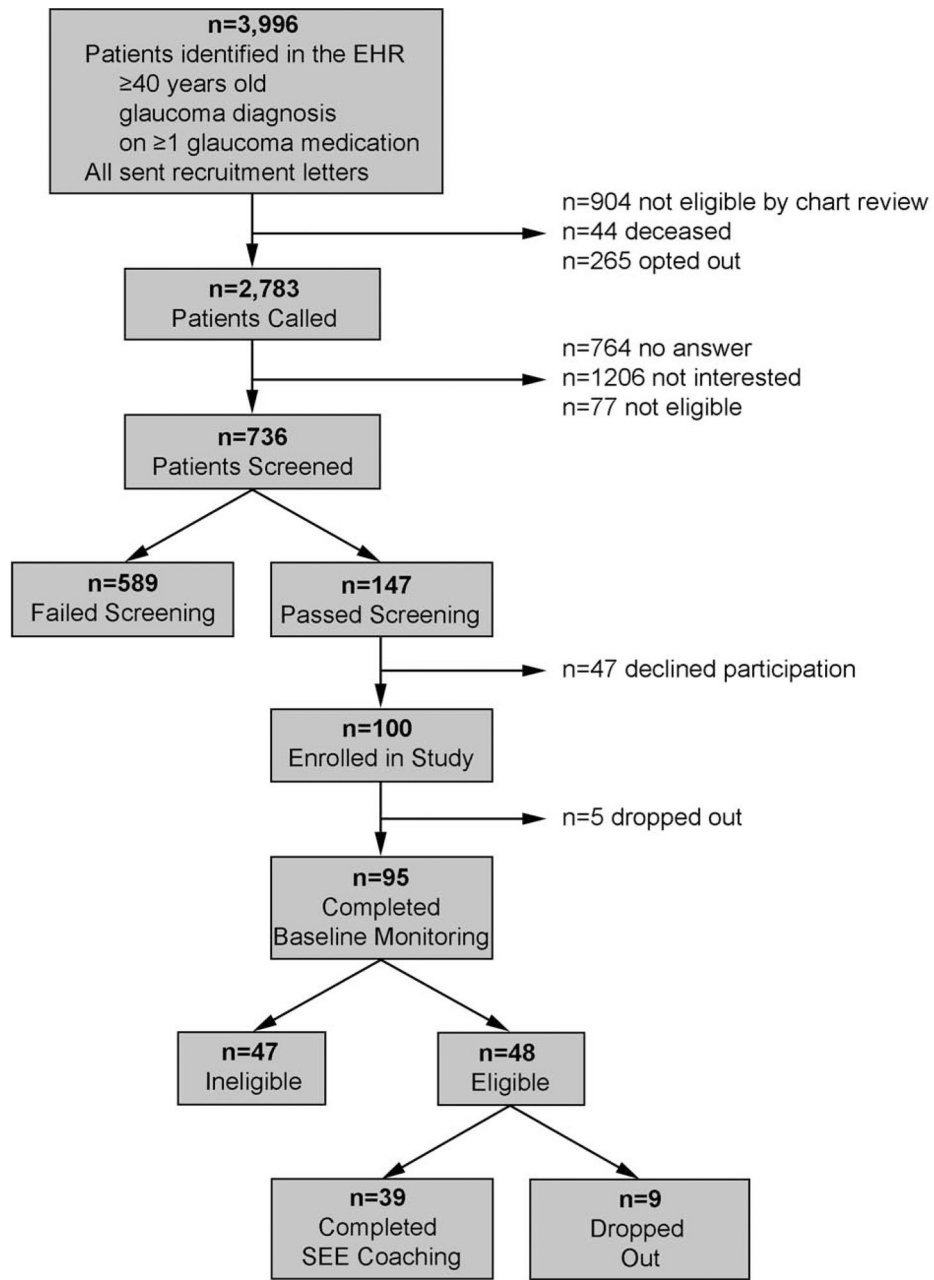 n=3,996
Patients identified in the EHR
≥40 years old
glaucoma diagnosis
on ≥1 glaucoma medication
All sent recruitment letters
n=904 not eligible by chart review
n=44 deceased
n=265 opted out
n=2,783
Patients Called
n=764 no answer
n=1206 not interested
n=77 not eligible
n=736
Patients Screened
n=589
Failed Screening
n=147
Passed Screening
n=47 declined participation
n=100
Enrolled in Study
n=5 dropped out
n=95
Completed
Baseline Monitoring
n=47
Ineligible
n=48
Eligible
n=39
Completed
SEE Coaching
n=9
Dropped
Out